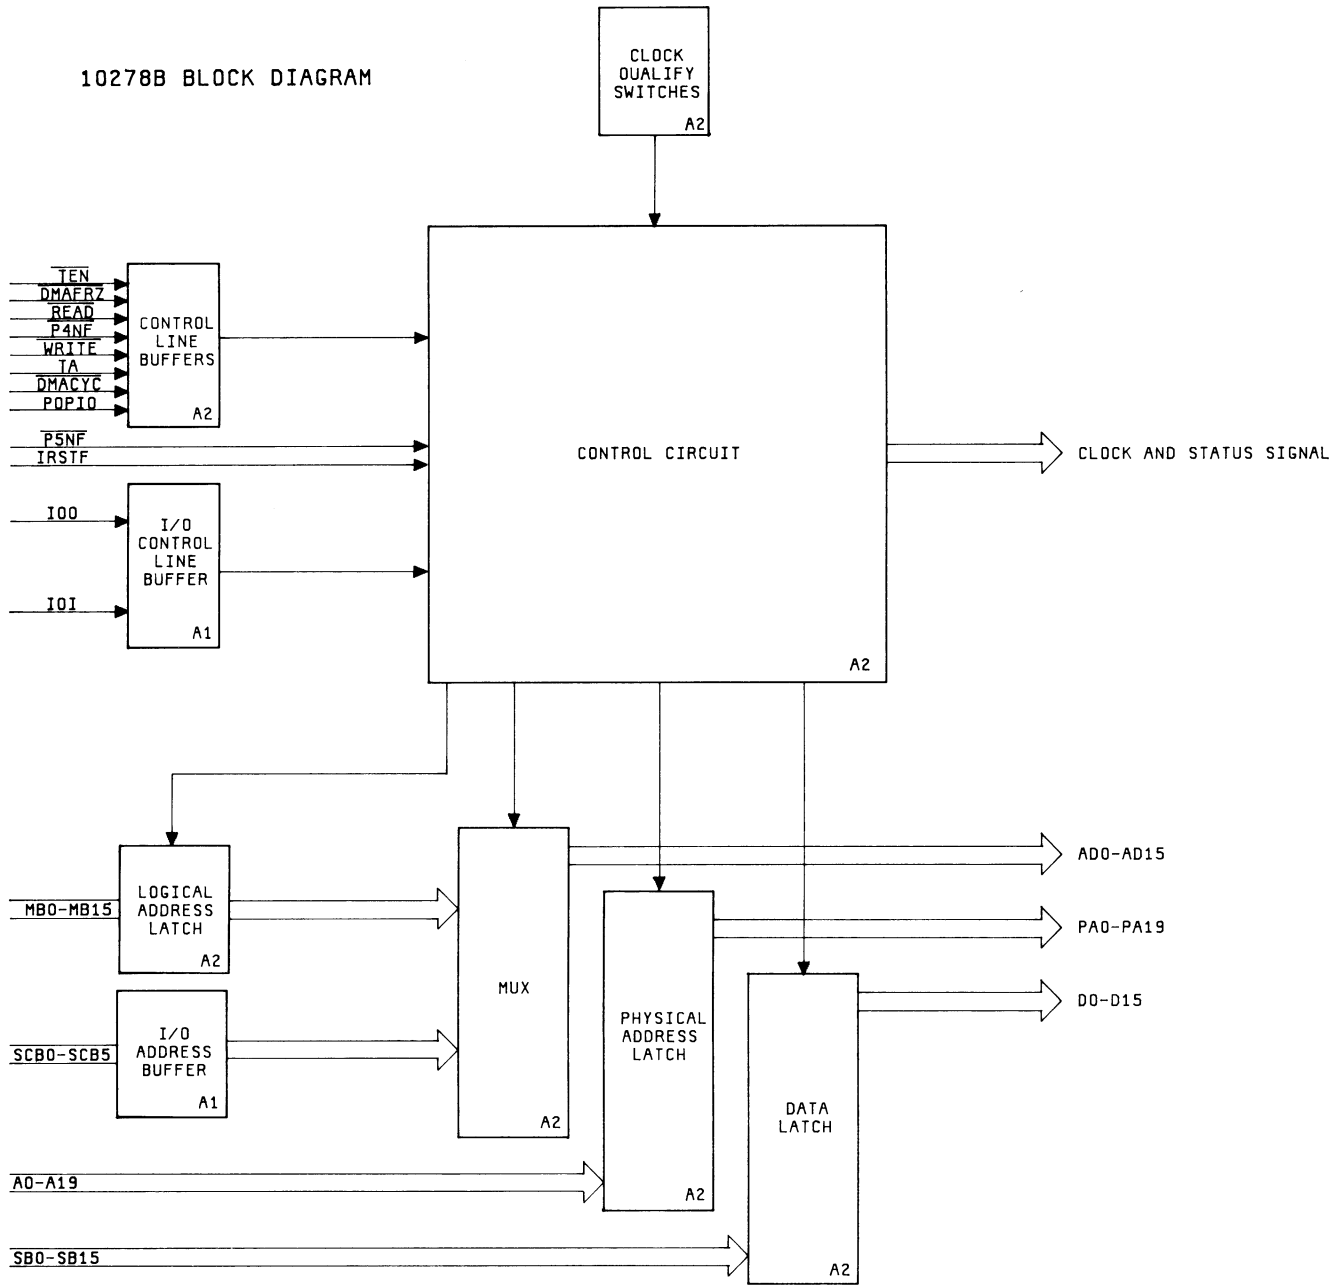 10278B BLOCK DIAGRAM
CLOCK
QUALIFY
SWITCHES
A2
TEN
DMAFRZ
READ
P4NF
WRITE
TA
DMACYC
POPIO
CONTROL
LINE
BUFFERS
A2
P5NF
IRSTF
IOO
IOI
I/O
CONTROL
LINE
BUFFER
A1
CONTROL CIRCUIT
A2
CLOCK AND STATUS SIGNAL
MB0-MB15
LOGICAL
ADDRESS
LATCH
A2
SCB0-SCB5
I/O
ADDRESS
BUFFER
A1
MUX
A2
AD0-AD15
PA0-PA19
D0-D15
PHYSICAL
ADDRESS
LATCH
A2
DATA
LATCH
A2
A0-A19
SB0-SB15